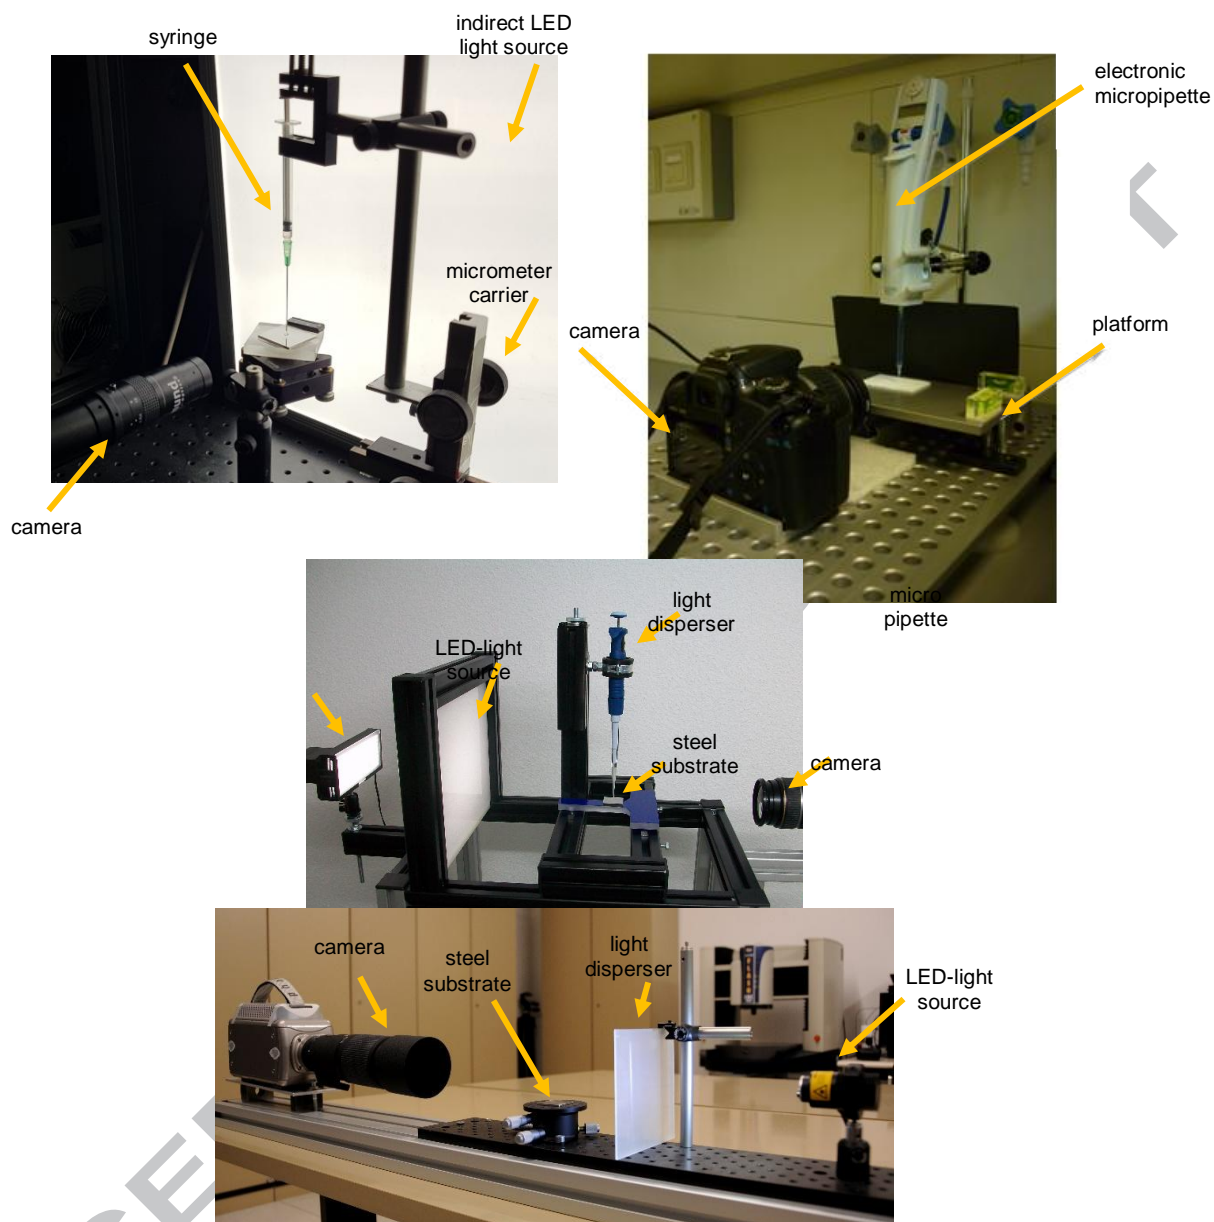 syringe
indirect LED
light source
electronic
micropipette
micrometer
carrier
camera
platform
camera
micro
pipette
light
disperser
LED-light
source
steel
substrate
camera
camera
steel
substrate
light
disperser
LED-light
source